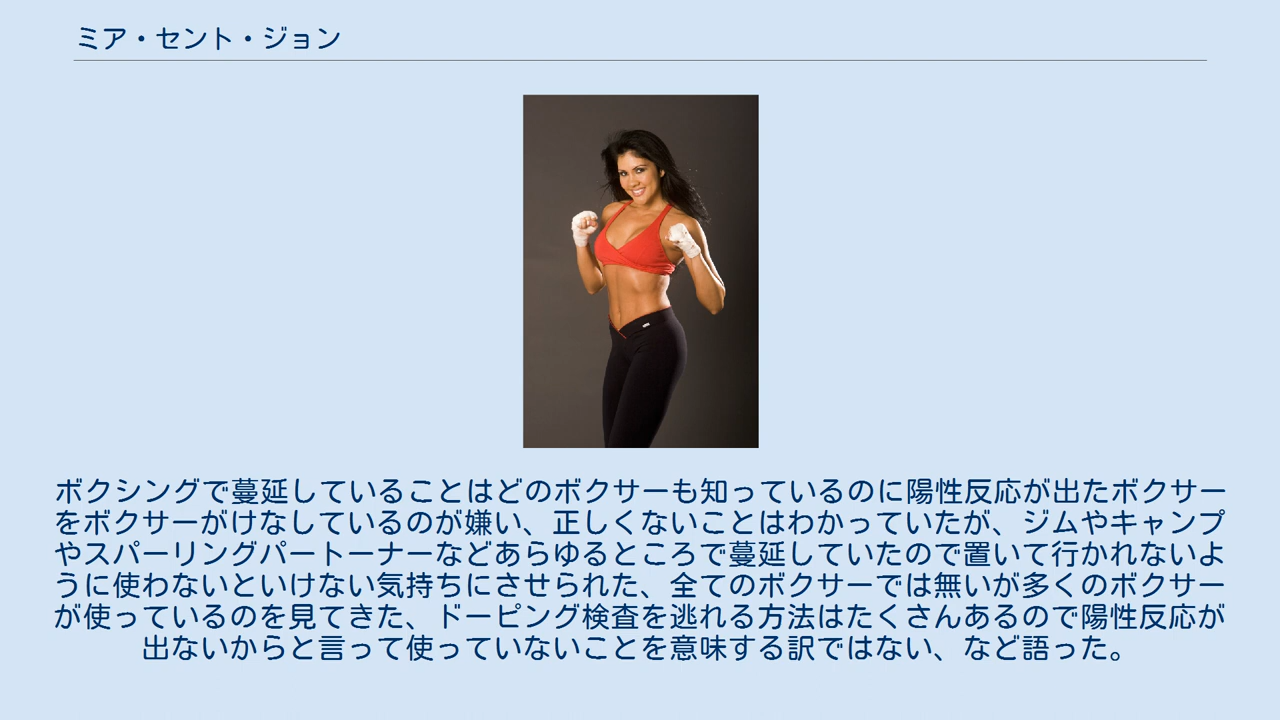 ミア・セント・ジョン
ボクシングで蔓延していることはどのボクサーも知っているのに陽性反応が出たボクサー
をボクサーがけなしているのが嫌い、正しくないことはわかっていたが、ジムやキャンプ
やスパーリングパートーナーなどあらゆるところで蔓延していたので置いて行かれないよ
うに使わないといけない気持ちにさせられた、全てのボクサーでは無いが多くのボクサー
が使っているのを見てきた、ドーピング検査を逃れる方法はたくさんあるので陽性反応が
出ないからと言って使っていないことを意味する訳ではない、など語った。